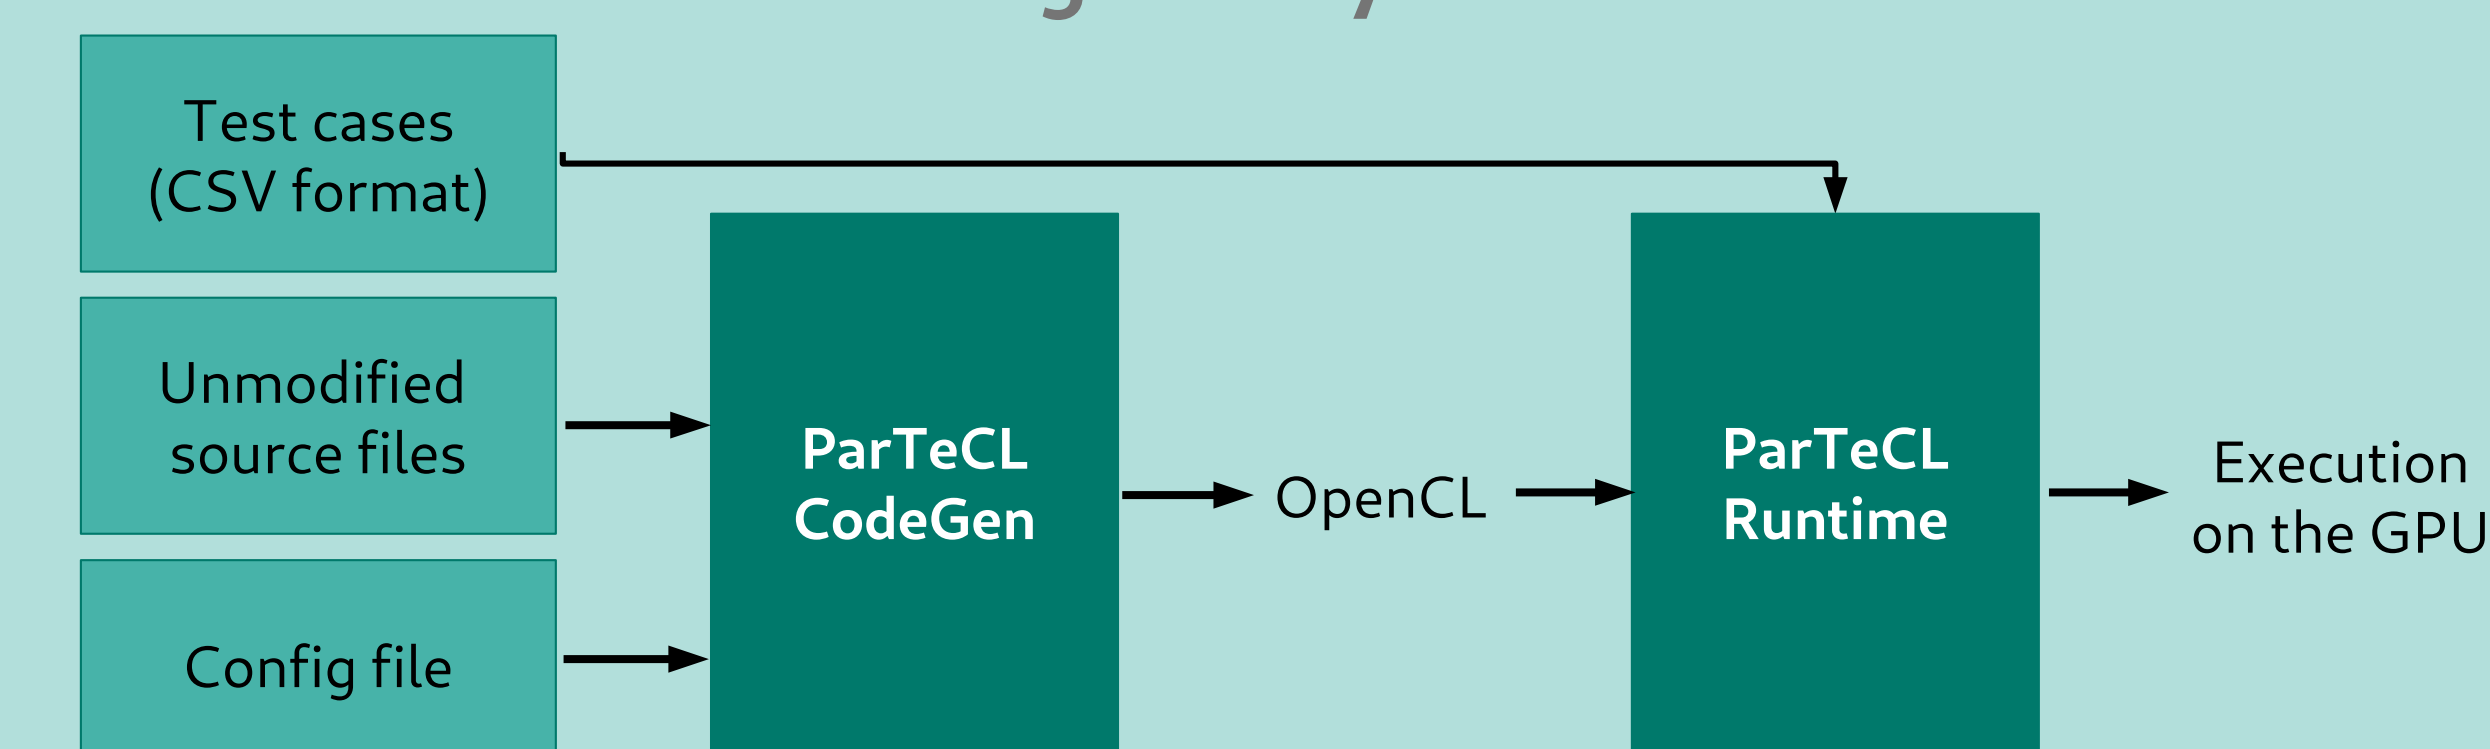 Test cases
(CSV format)
Unmodified
source files
Config file
ParTeCL
CodeGen
OpenCL
ParTeCL
Runtime
Execution
on the GPU